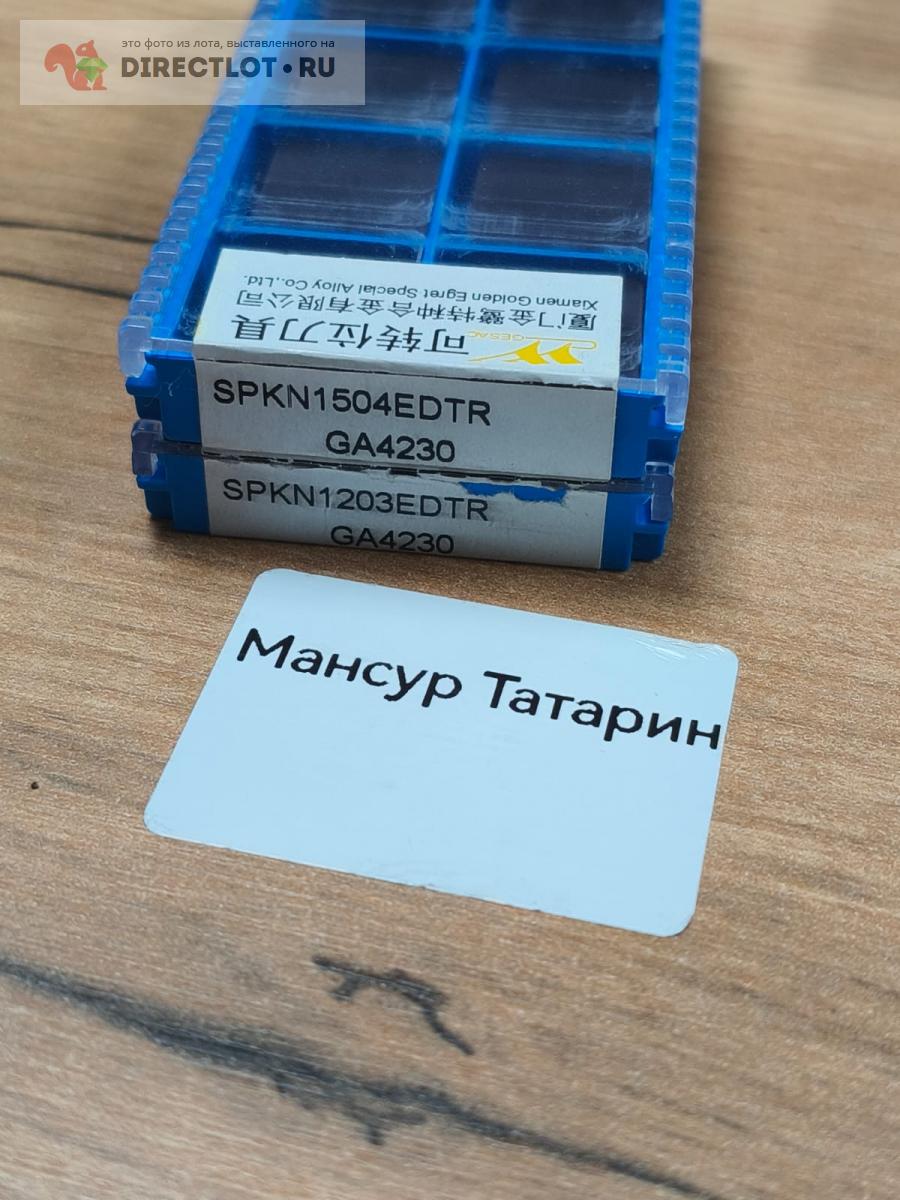 это фото из лота, выставленного на
DIRECTLOT•RU
Xiamen Golden Egret Special Alloy Co.,Ltd.
厦门金鹭特种合金有限公司
GESAC
可转位刀具
SPKN1504EDTR
GA4230
SPKN1203EDTR
GA4230
Мансур Татарин